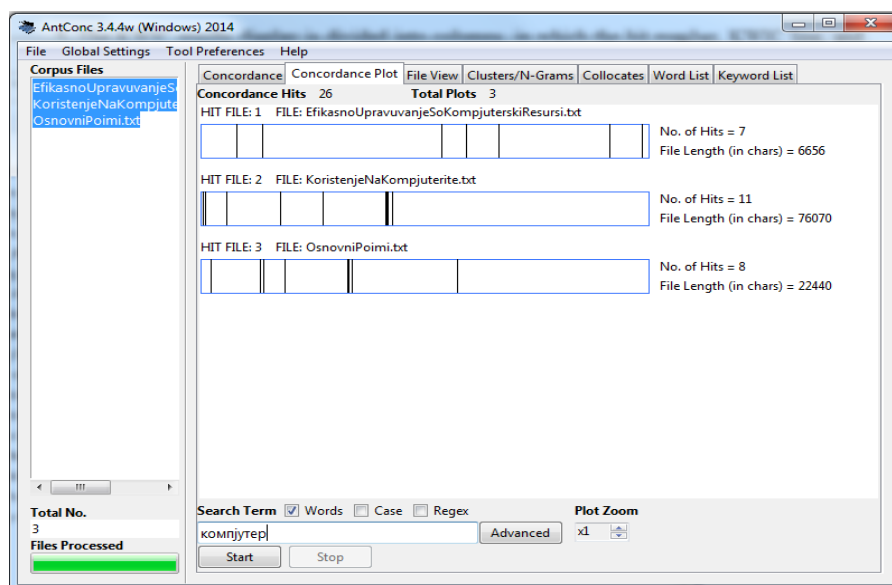 AntConc 3.4.4w (Windows) 2014
File Global Settings Tool Preferences Help
Corpus Files
EfikasnoUpravuvanjeS
KoristenjeNaKompjute
OsnovniPoimi.txt
Total No.
3
Files Processed
Concordance Concordance Plot File View Clusters/N-Grams Collocates Word List Keyword List
Concordance Hits 26 Total Plots 3
HIT FILE: 1 FILE: EfikasnoUpravuvanjeSoKompjuterskiResursi.txt
No. of Hits = 7
File Length (in chars) = 6656
HIT FILE: 2 FILE: KoristenjeNaKompjuterite.txt
No. of Hits = 11
File Length (in chars) = 76070
HIT FILE: 3 FILE: OsnovniPoimi.txt
No. of Hits = 8
File Length (in chars) = 22440
Search Term Words Case Regex Plot Zoom
компјутер Advanced x1
Start Stop